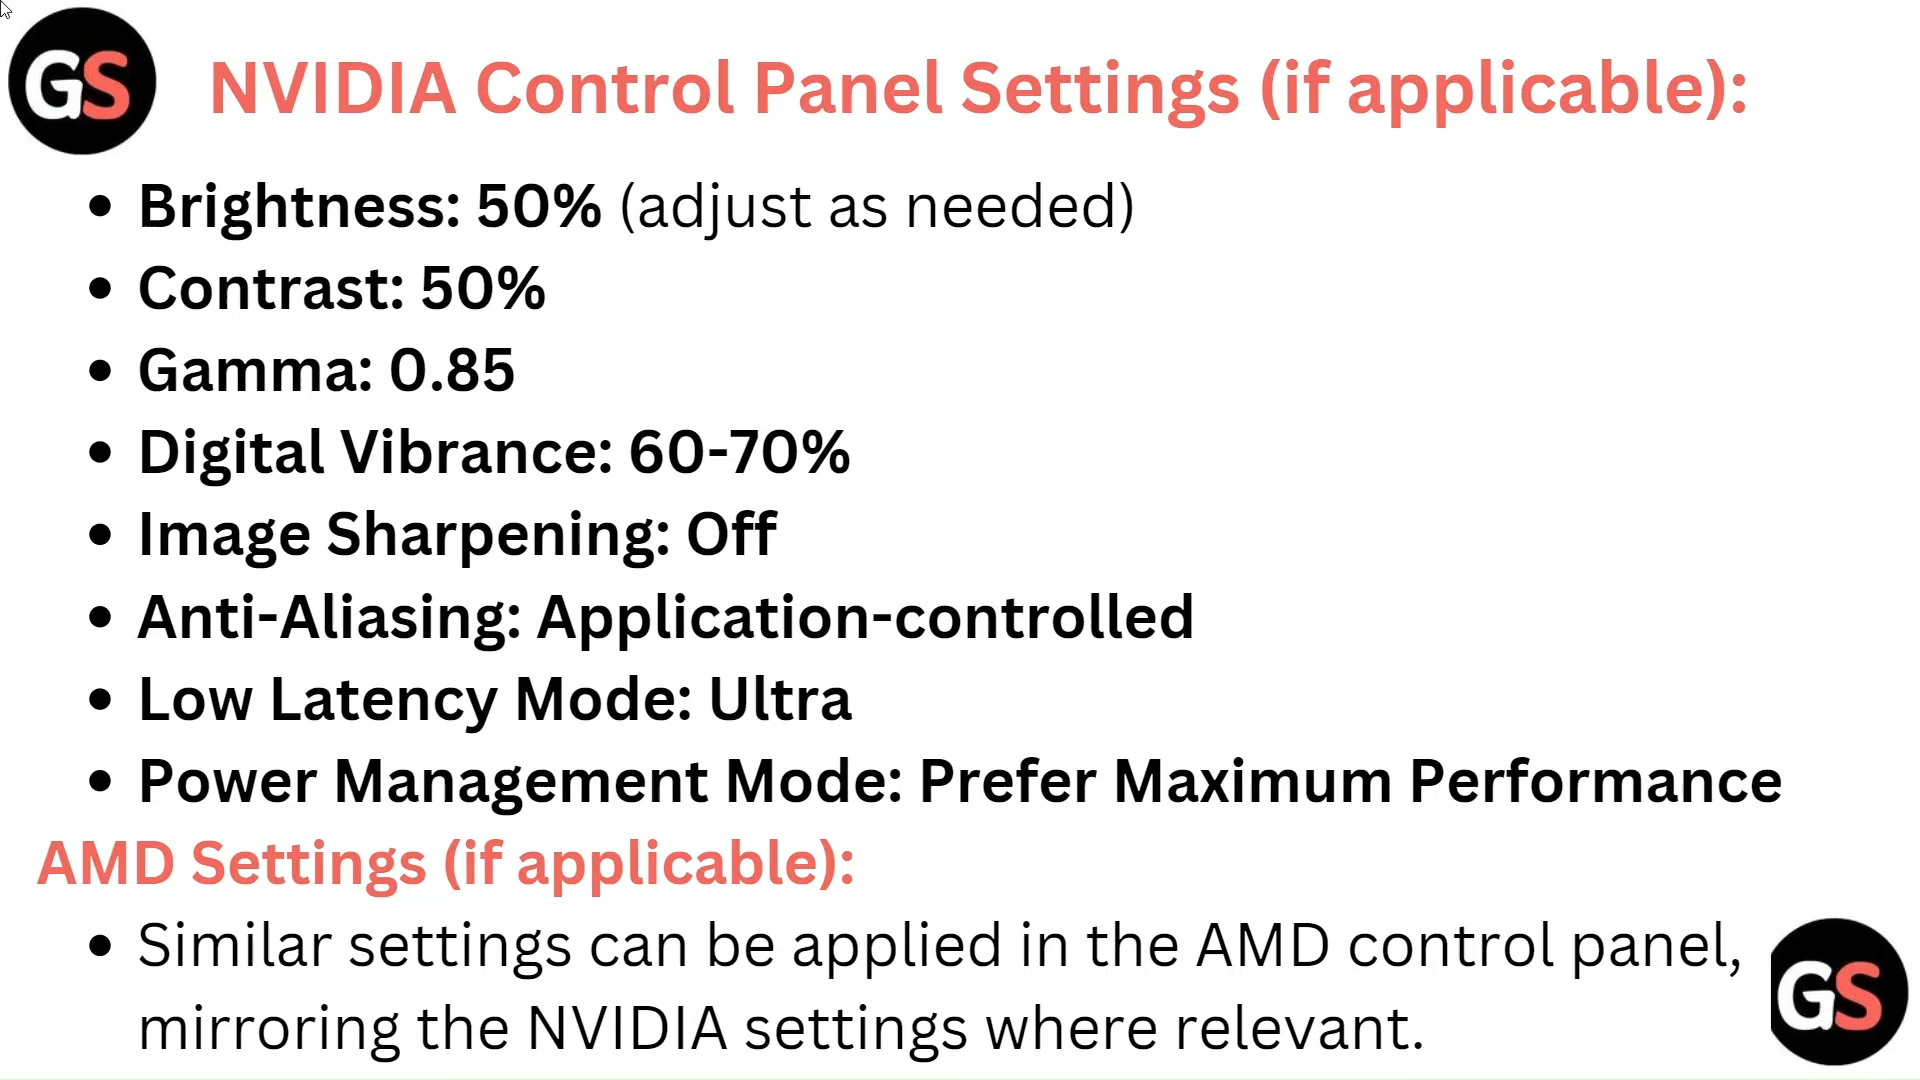 GS
NVIDIA Control Panel Settings (if applicable):
• Brightness: 50% (adjust as needed)
• Contrast: 50%
• Gamma: 0.85
• Digital Vibrance: 60-70%
• Image Sharpening: Off
• Anti-Aliasing: Application-controlled
• Low Latency Mode: Ultra
• Power Management Mode: Prefer Maximum Performance
AMD Settings (if applicable):
• Similar settings can be applied in the AMD control panel,
mirroring the NVIDIA settings where relevant.
GS